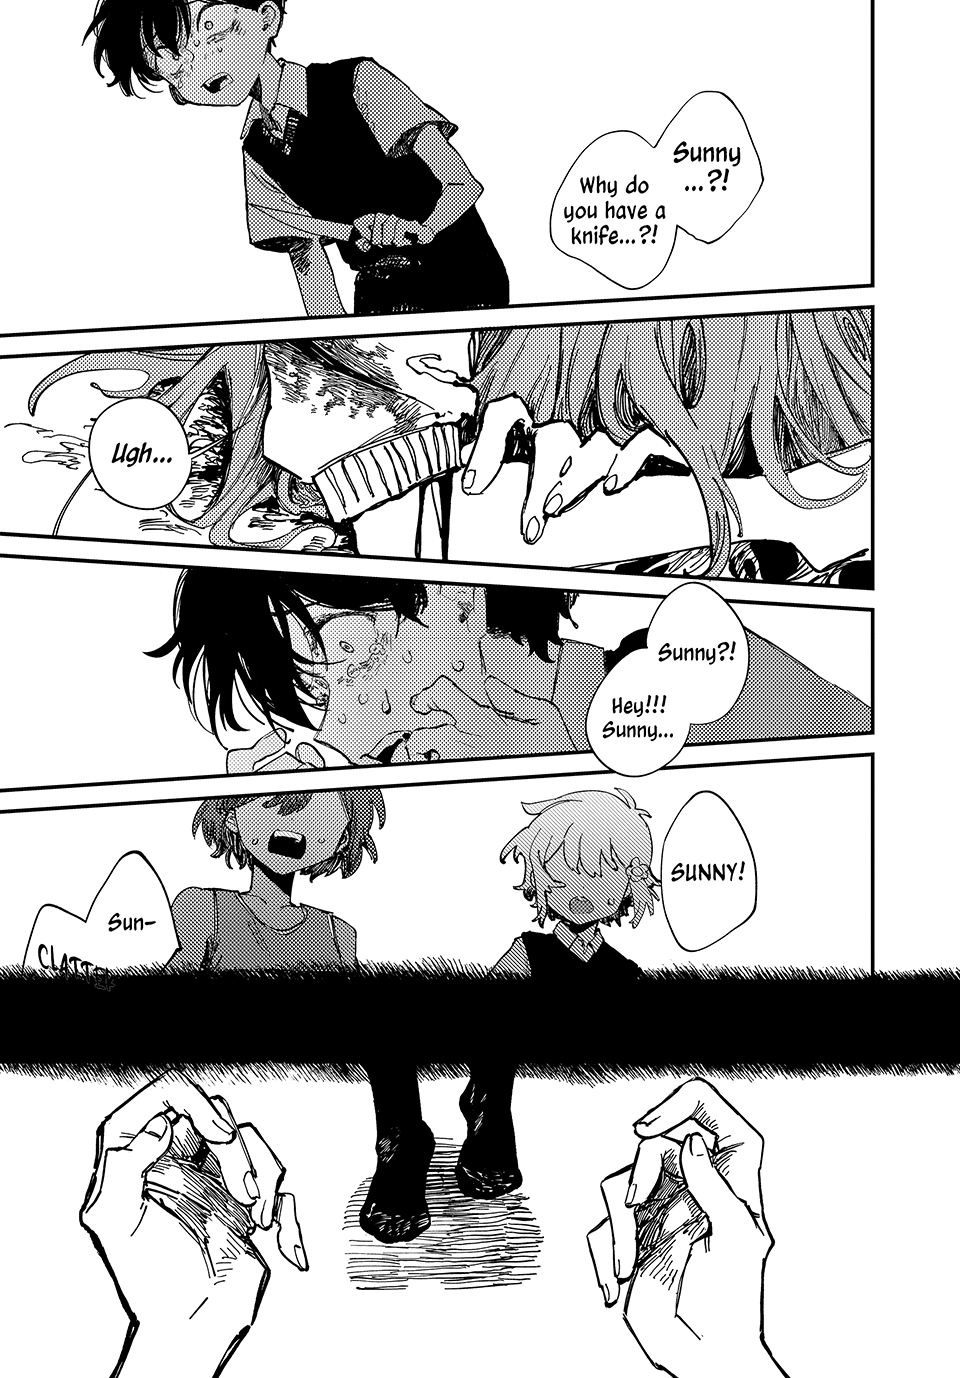 Sunny
...?!
Why do
you have a
knife...?!
Ugh...
Sunny?!
Hey!!!
Sunny...
SUNNY!
Sun-
CLATTER